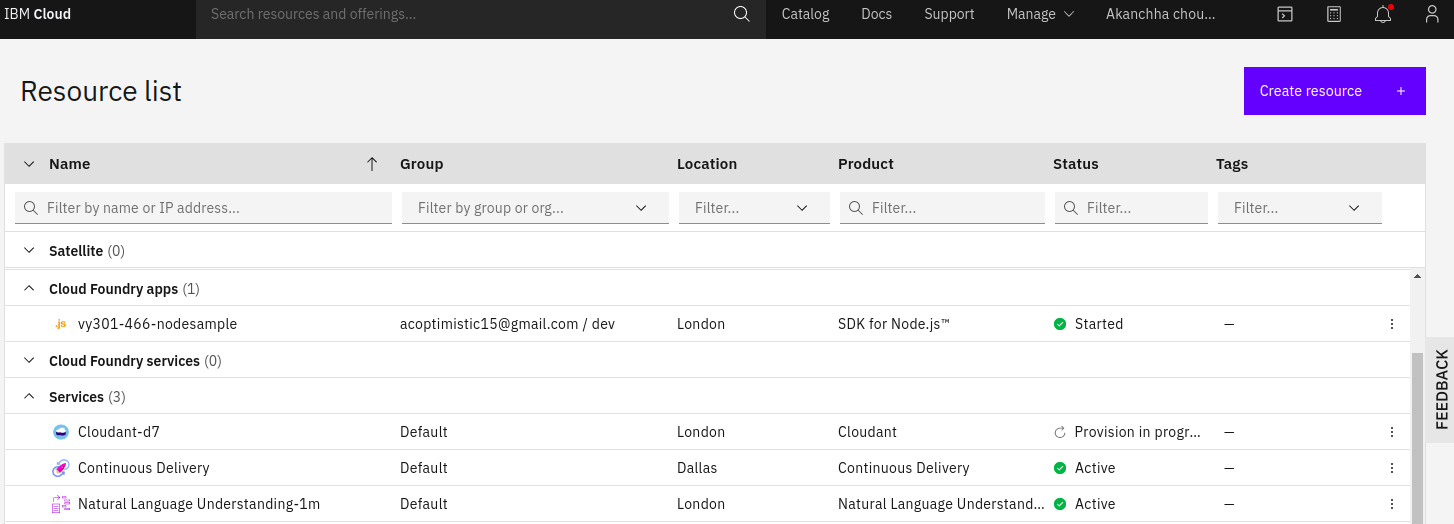 IBM Cloud Search resources and offerings... Catalog Docs Support Manage Akanchha chou...
Resource list
Create resource +
Name Group Location Product Status Tags
Filter by name or IP address... Filter by group or org... Filter... Filter... Filter... Filter...
Satellite (0)
Cloud Foundry apps (1)
JS vy301-466-nodesample acoptimistic15@gmail.com / dev London SDK for Node.js™ Started —
Cloud Foundry services (0)
Services (3)
Cloudant-d7 Default London Cloudant Provision in progr... —
Continuous Delivery Default Dallas Continuous Delivery Active —
Natural Language Understanding-1m Default London Natural Language Understand... Active —
FEEDBACK